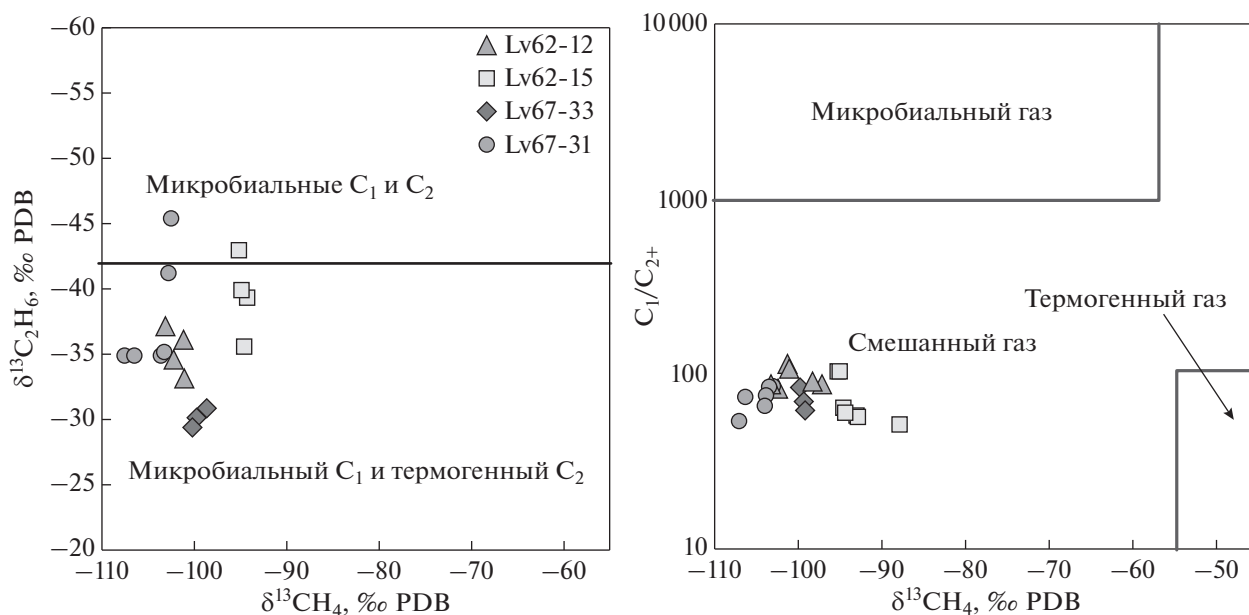 −60
−55
−50
−45
−40
−35
−30
−25
−20
δ¹³C₂H₆, ‰ PDB
Lv62-12
Lv62-15
Lv67-33
Lv67-31
Микробиальные C₁ и C₂
Микробиальный C₁ и термогенный C₂
−110 −100 −90 −80 −70 −60
δ¹³CH₄, ‰ PDB
10 000
1000
100
10
C₁/C₂₊
Микробиальный газ
Термогенный газ
Смешанный газ
−110 −100 −90 −80 −70 −60 −50
δ¹³CH₄, ‰ PDB